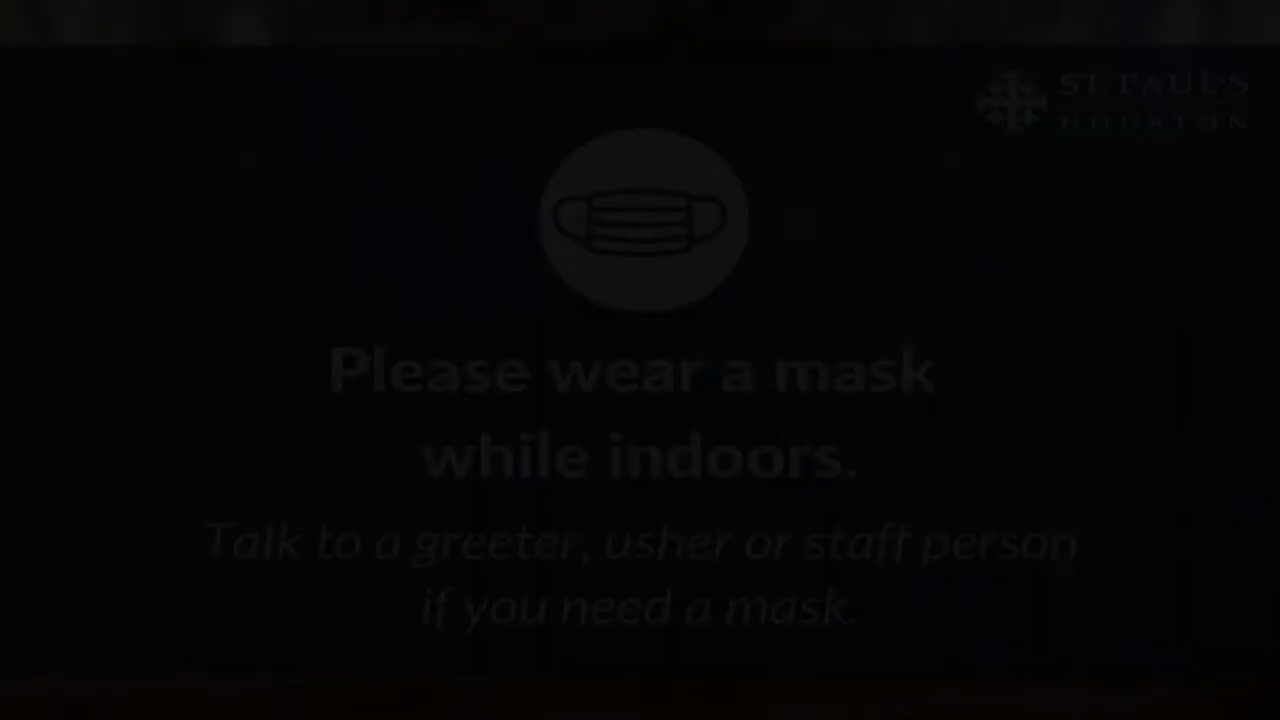 ST. PAUL'S
HOUSTON
Please wear a mask
while indoors.
Talk to a greeter, usher or staff person
if you need a mask.